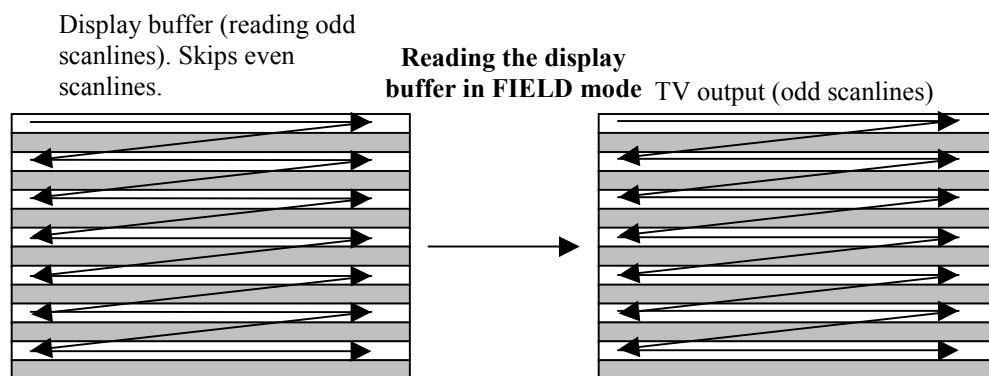 Display buffer (reading odd
scanlines). Skips even
scanlines.
Reading the display
buffer in FIELD mode
TV output (odd scanlines)